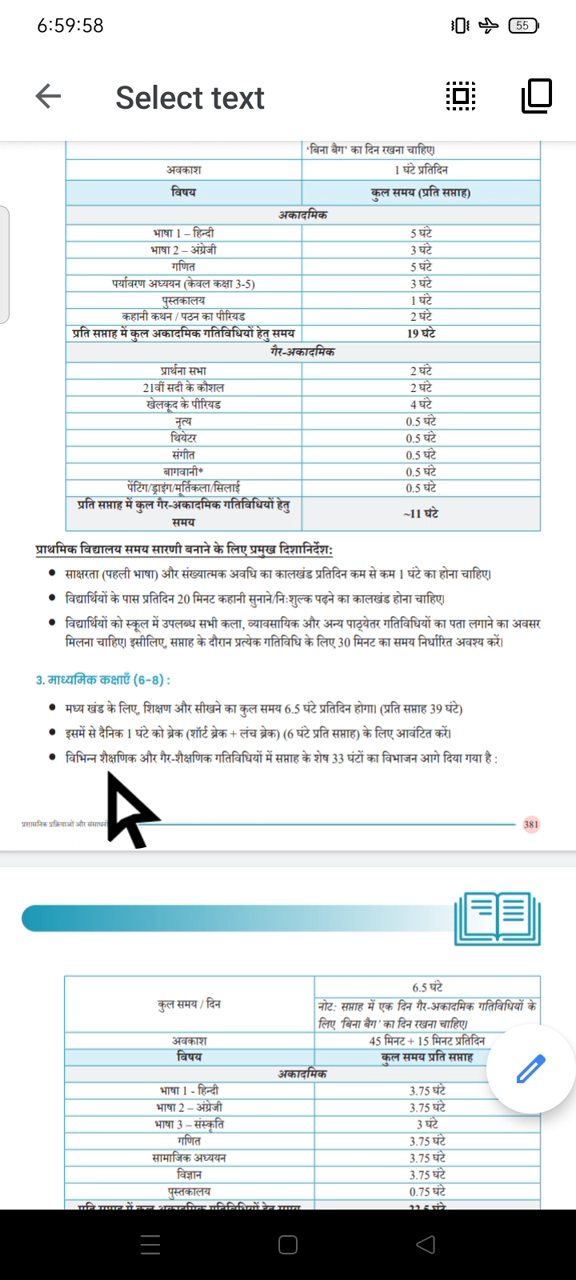 6:59:58
55
Select text
'बिना बैग' का दिन रखना चाहिए।
अवकाश 1 घंटे प्रतिदिन
विषय कुल समय (प्रति सप्ताह)
अकादमिक
भाषा 1 – हिन्दी 5 घंटे
भाषा 2 – अंग्रेजी 3 घंटे
गणित 5 घंटे
पर्यावरण अध्ययन (केवल कक्षा 3-5) 3 घंटे
पुस्तकालय 1 घंटे
कहानी कथन / पठन का पीरियड 2 घंटे
प्रति सप्ताह में कुल अकादमिक गतिविधियों हेतु समय 19 घंटे
गैर-अकादमिक
प्रार्थना सभा 2 घंटे
21वीं सदी के कौशल 2 घंटे
खेलकूद के पीरियड 4 घंटे
नृत्य 0.5 घंटे
थियेटर 0.5 घंटे
संगीत 0.5 घंटे
बागवानी* 0.5 घंटे
पेंटिंग/ड्राइंग/मूर्तिकला/सिलाई 0.5 घंटे
प्रति सप्ताह में कुल गैर-अकादमिक गतिविधियों हेतु समय ~11 घंटे
प्राथमिक विद्यालय समय सारणी बनाने के लिए प्रमुख दिशानिर्देश:
• साक्षरता (पहली भाषा) और संख्यात्मक अवधि का कालखंड प्रतिदिन कम से कम 1 घंटे का होना चाहिए।
• विद्यार्थियों के पास प्रतिदिन 20 मिनट कहानी सुनाने/निःशुल्क पढ़ने का कालखंड होना चाहिए।
• विद्यार्थियों को स्कूल में उपलब्ध सभी कला, व्यावसायिक और अन्य पाठ्येतर गतिविधियों का पता लगाने का अवसर
मिलना चाहिए। इसीलिए, सप्ताह के दौरान प्रत्येक गतिविधि के लिए 30 मिनट का समय निर्धारित अवश्य करें।
3. माध्यमिक कक्षाएँ (6-8) :
• मध्य खंड के लिए, शिक्षण और सीखने का कुल समय 6.5 घंटे प्रतिदिन होगा। (प्रति सप्ताह 39 घंटे)
• इसमें से दैनिक 1 घंटे को ब्रेक (शॉर्ट ब्रेक + लंच ब्रेक) (6 घंटे प्रति सप्ताह) के लिए आवंटित करें।
• विभिन्न शैक्षणिक और गैर-शैक्षणिक गतिविधियों में सप्ताह के शेष 33 घंटों का विभाजन आगे दिया गया है :
प्रशासनिक प्रक्रियाओं और 381
कुल समय / दिन 6.5 घंटे
नोट: सप्ताह में एक दिन गैर-अकादमिक गतिविधियों के
लिए 'बिना बैग' का दिन रखना चाहिए।
अवकाश 45 मिनट + 15 मिनट प्रतिदिन
विषय कुल समय प्रति सप्ताह
अकादमिक
भाषा 1 - हिन्दी 3.75 घंटे
भाषा 2 – अंग्रेजी 3.75 घंटे
भाषा 3 – संस्कृति 3 घंटे
गणित 3.75 घंटे
सामाजिक अध्ययन 3.75 घंटे
विज्ञान 3.75 घंटे
पुस्तकालय 0.75 घंटे